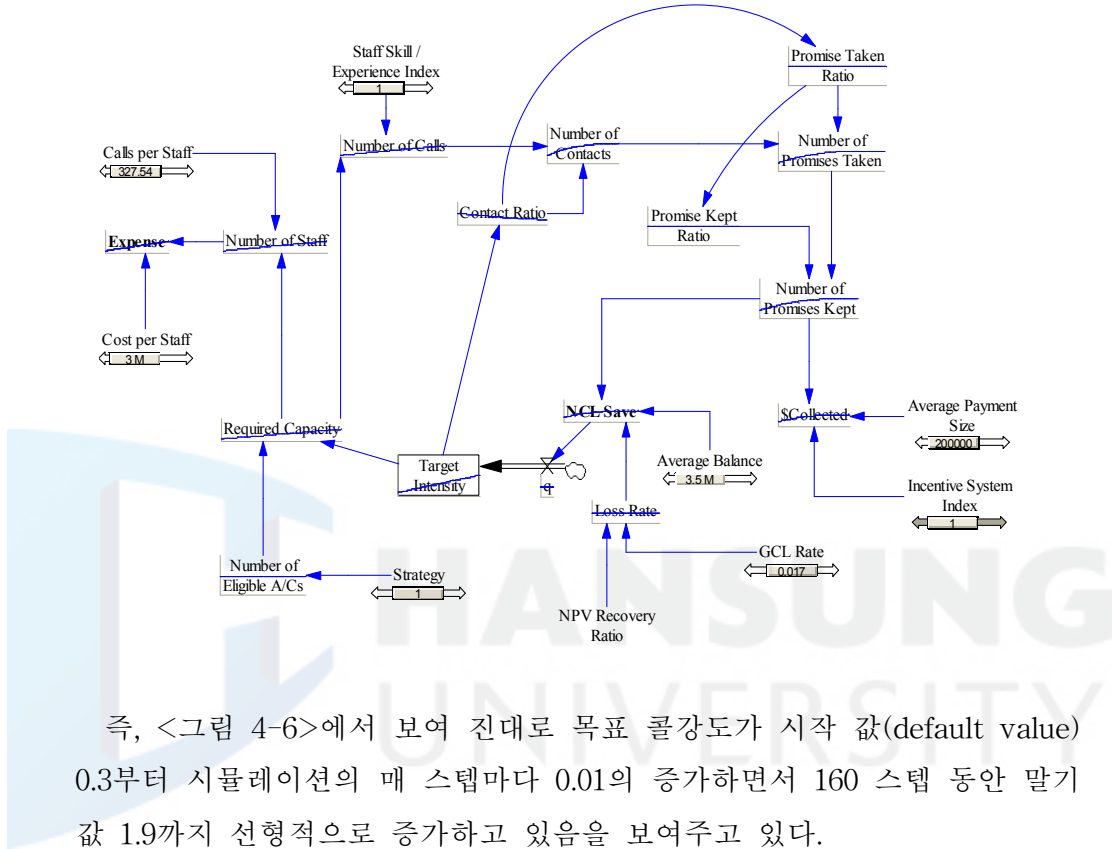 Staff Skill /
Experience Index
1
Promise Taken
Ratio
Calls per Staff
327.54
Number of Calls
Number of
Contacts
Number of
Promises Taken
Contact Ratio
Promise Kept
Ratio
Expense
Number of Staff
Number of
Promises Kept
Cost per Staff
3 M
Required Capacity
NCL Save
$Collected
Average Payment
Size
200000
Target
Intensity
q
Average Balance
3.5 M
Incentive System
Index
1
Loss Rate
GCL Rate
0.017
Number of
Eligible A/Cs
Strategy
1
NPV Recovery
Ratio
HANSUNG
UNIVERSITY
즉, <그림 4-6>에서 보여 진대로 목표 콜강도가 시작 값(default value)
0.3부터 시뮬레이션의 매 스텝마다 0.01의 증가하면서 160 스텝 동안 말기
값 1.9까지 선형적으로 증가하고 있음을 보여주고 있다.